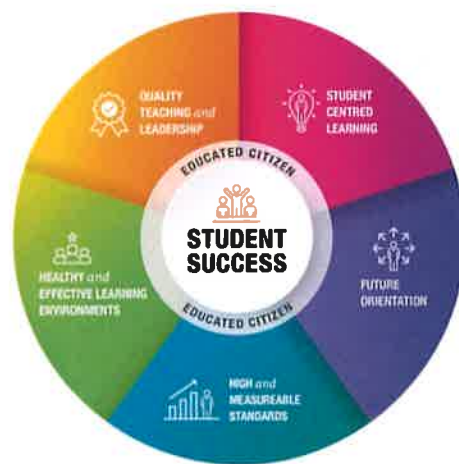 QUALITY
TEACHING and
LEADERSHIP
STUDENT
CENTRED
LEARNING
EDUCATED CITIZEN
STUDENT
SUCCESS
EDUCATED CITIZEN
HEALTHY and
EFFECTIVE LEARNING
ENVIRONMENTS
FUTURE
ORIENTATION
HIGH and
MEASUREABLE
STANDARDS